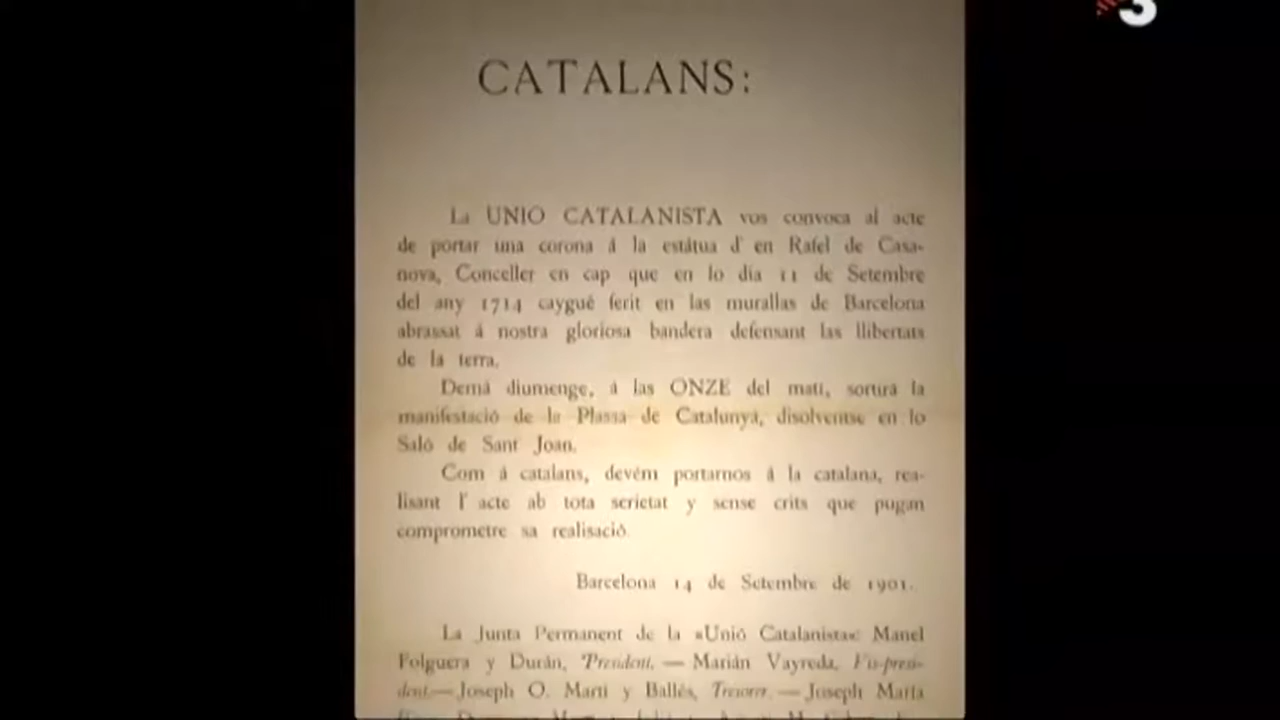 3
CATALANS:
La UNIÓ CATALANISTA vos convoca al acte
de portar una corona á la estátua d' en Rafel de Casa-
nova, Conceller en cap que en lo día 11 de Setembre
del any 1714 caygué ferit en las murallas de Barcelona
abrassat á nostra gloriosa bandera defensant las llibertats
de la terra.
Demá diumenge, á las ONZE del matí, sortirá la
manifestació de la Plassa de Catalunya, disolventse en lo
Saló de Sant Joan.
Com á catalans, devém portarnos á la catalana, rea-
lisant l' acte ab tota serietat y sense crits que pugan
comprometre sa realisació.
Barcelona 14 de Setembre de 1901.
La Junta Permanent de la «Unió Catalanista»: Manel
Folguera y Durán, President. — Marián Vayreda, Vis-presi-
dent.— Joseph O. Martí y Ballés, Tresorer. — Joseph María